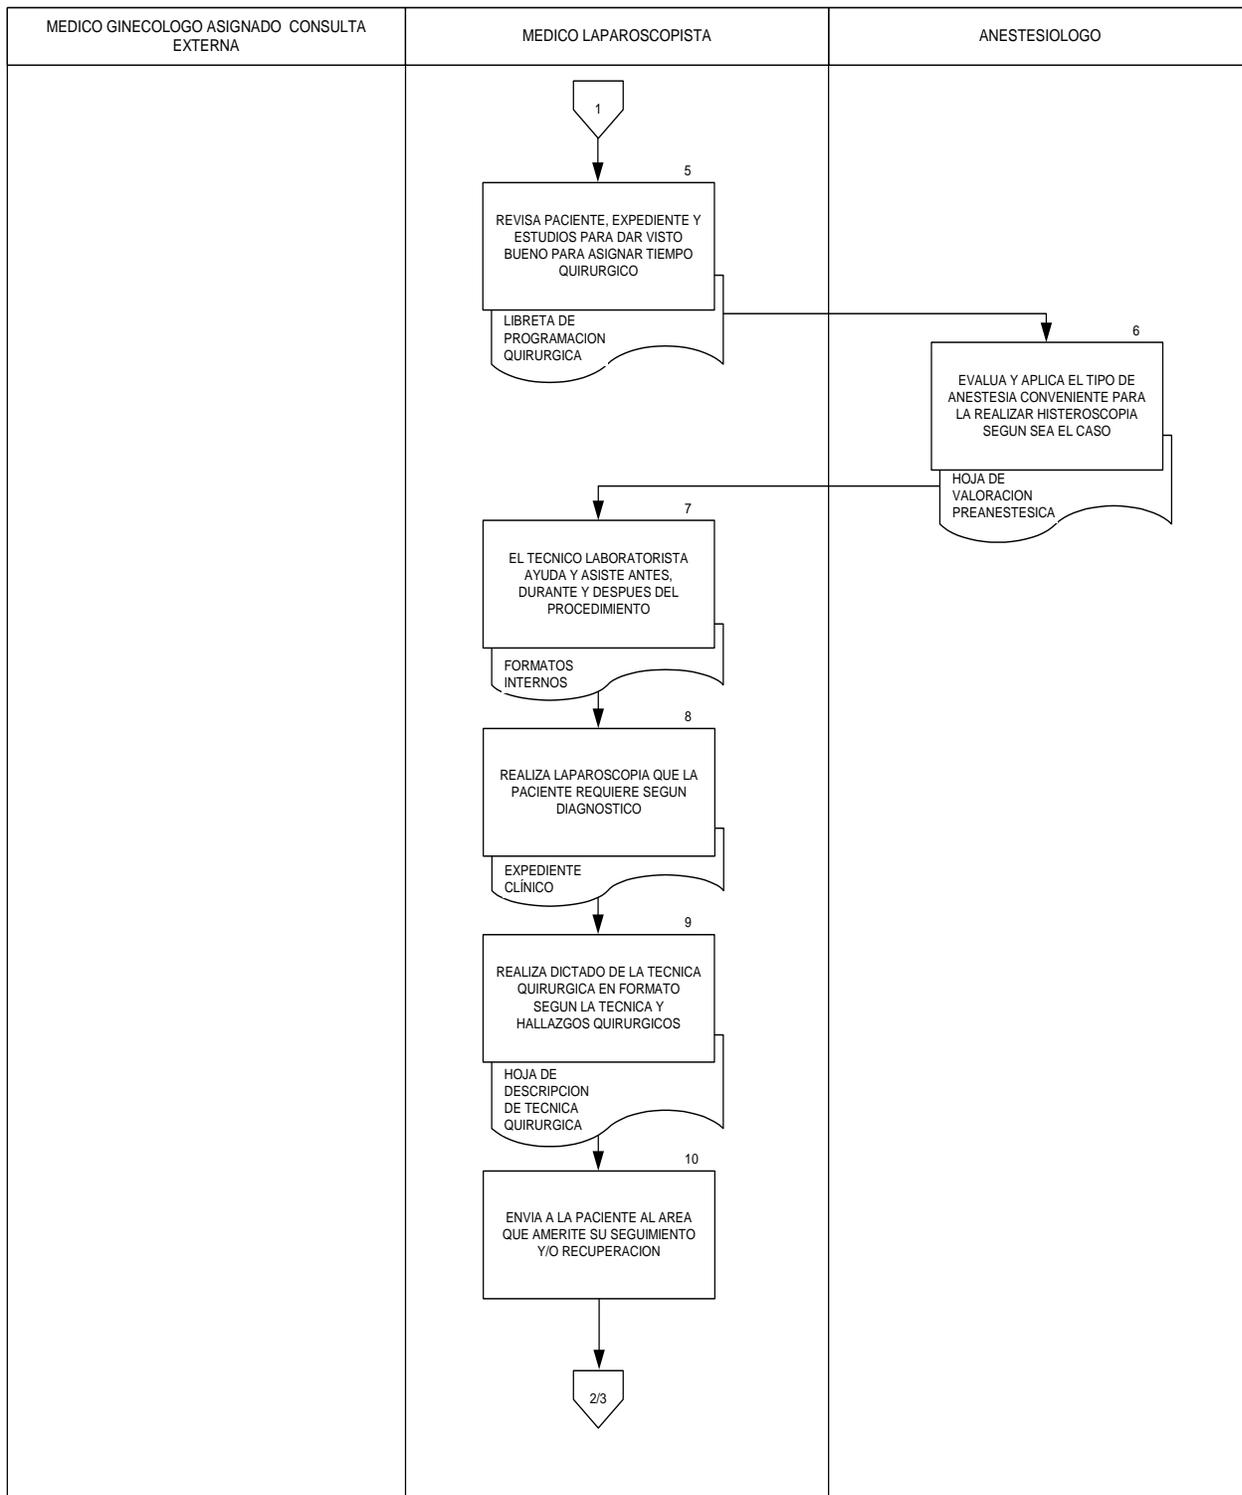 MEDICO GINECOLOGO ASIGNADO CONSULTA
EXTERNA
MEDICO LAPAROSCOPISTA
ANESTESIOLOGO
1
5
REVISA PACIENTE, EXPEDIENTE Y
ESTUDIOS PARA DAR VISTO
BUENO PARA ASIGNAR TIEMPO
QUIRURGICO
LIBRETA DE
PROGRAMACION
QUIRURGICA
6
EVALUA Y APLICA EL TIPO DE
ANESTESIA CONVENIENTE PARA
LA REALIZAR HISTEROSCOPIA
SEGUN SEA EL CASO
HOJA DE
VALORACION
PREANESTESICA
7
EL TECNICO LABORATORISTA
AYUDA Y ASISTE ANTES,
DURANTE Y DESPUES DEL
PROCEDIMIENTO
FORMATOS
INTERNOS
8
REALIZA LAPAROSCOPIA QUE LA
PACIENTE REQUIERE SEGUN
DIAGNOSTICO
EXPEDIENTE
CLÍNICO
9
REALIZA DICTADO DE LA TECNICA
QUIRURGICA EN FORMATO
SEGUN LA TECNICA Y
HALLAZGOS QUIRURGICOS
HOJA DE
DESCRIPCION
DE TECNICA
QUIRURGICA
10
ENVIA A LA PACIENTE AL AREA
QUE AMERITE SU SEGUIMIENTO
Y/O RECUPERACION
2/3